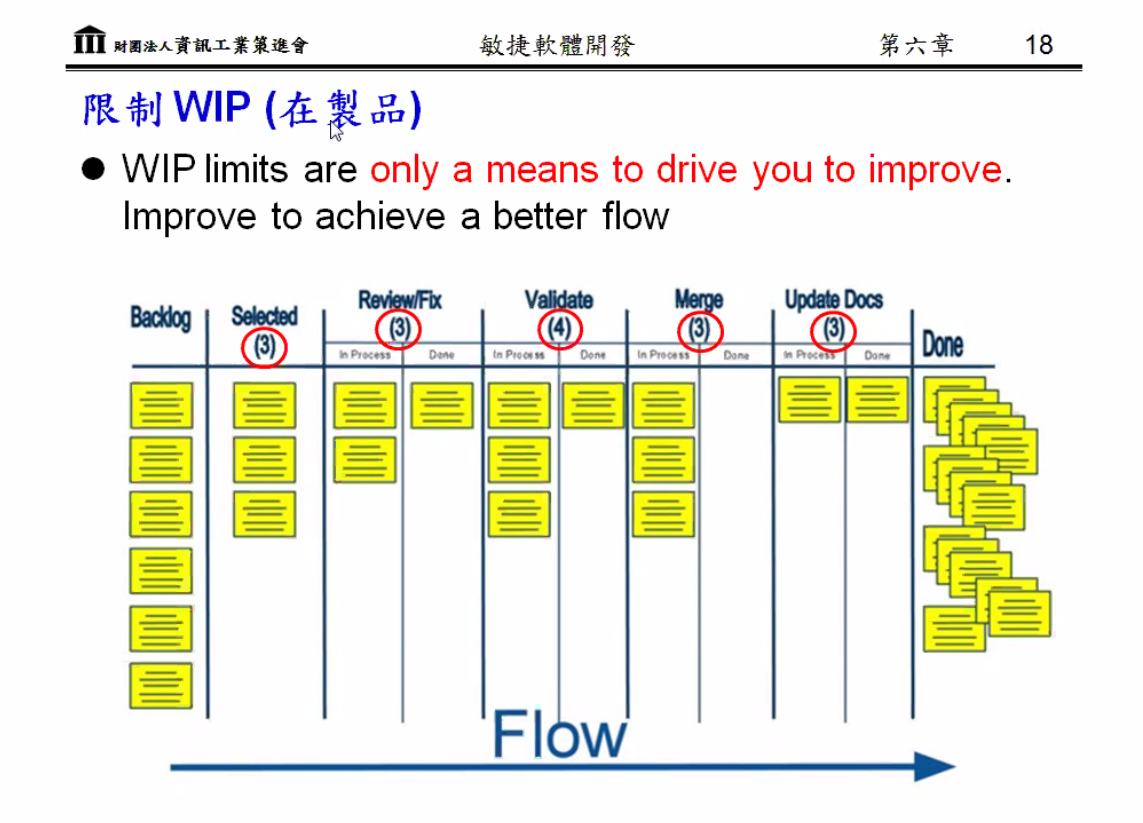 財團法人資訊工業策進會 敏捷軟體開發 第六章 18
限制 WIP (在製品)
● WIP limits are only a means to drive you to improve.
Improve to achieve a better flow
Backlog
Selected
(3)
Review/Fix
(3)
In Process Done
Validate
(4)
In Process Done
Merge
(3)
In Process Done
Update Docs
(3)
In Process Done
Done
Flow